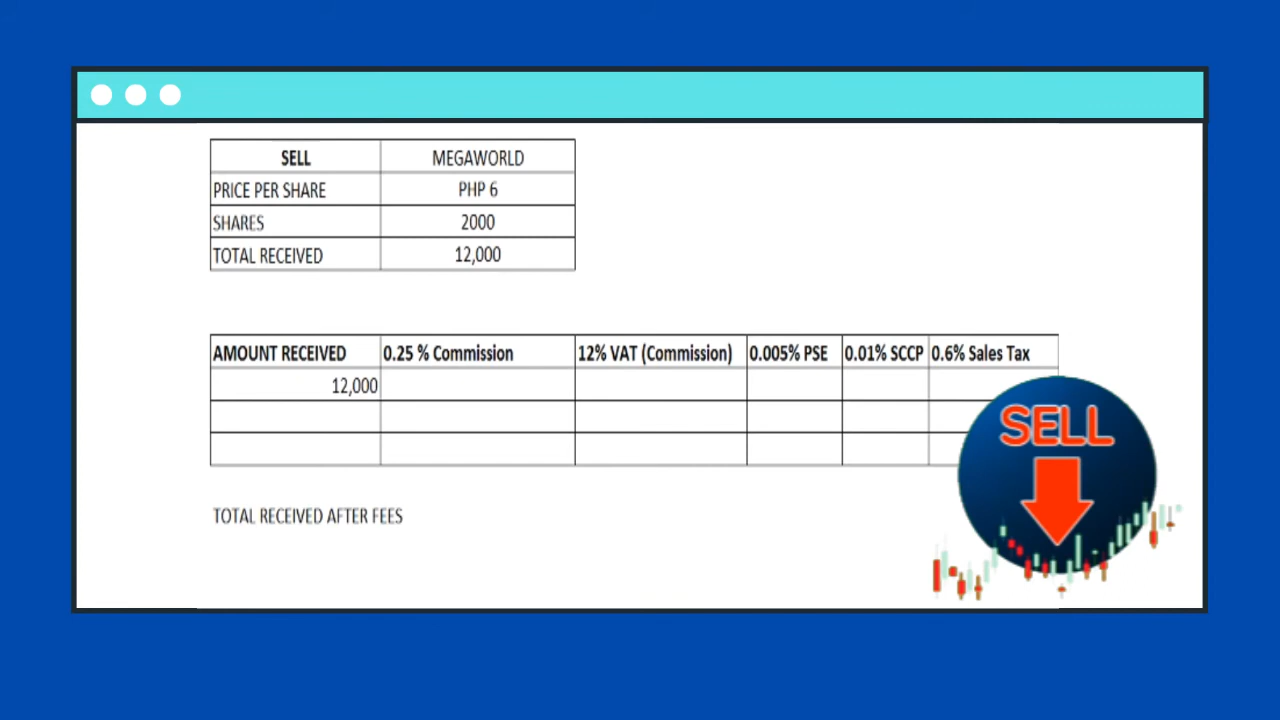 SELL MEGAWORLD
PRICE PER SHARE PHP 6
SHARES 2000
TOTAL RECEIVED 12,000
AMOUNT RECEIVED 0.25 % Commission 12% VAT (Commission) 0.005% PSE 0.01% SCCP 0.6% Sales Tax
12,000
SELL
TOTAL RECEIVED AFTER FEES